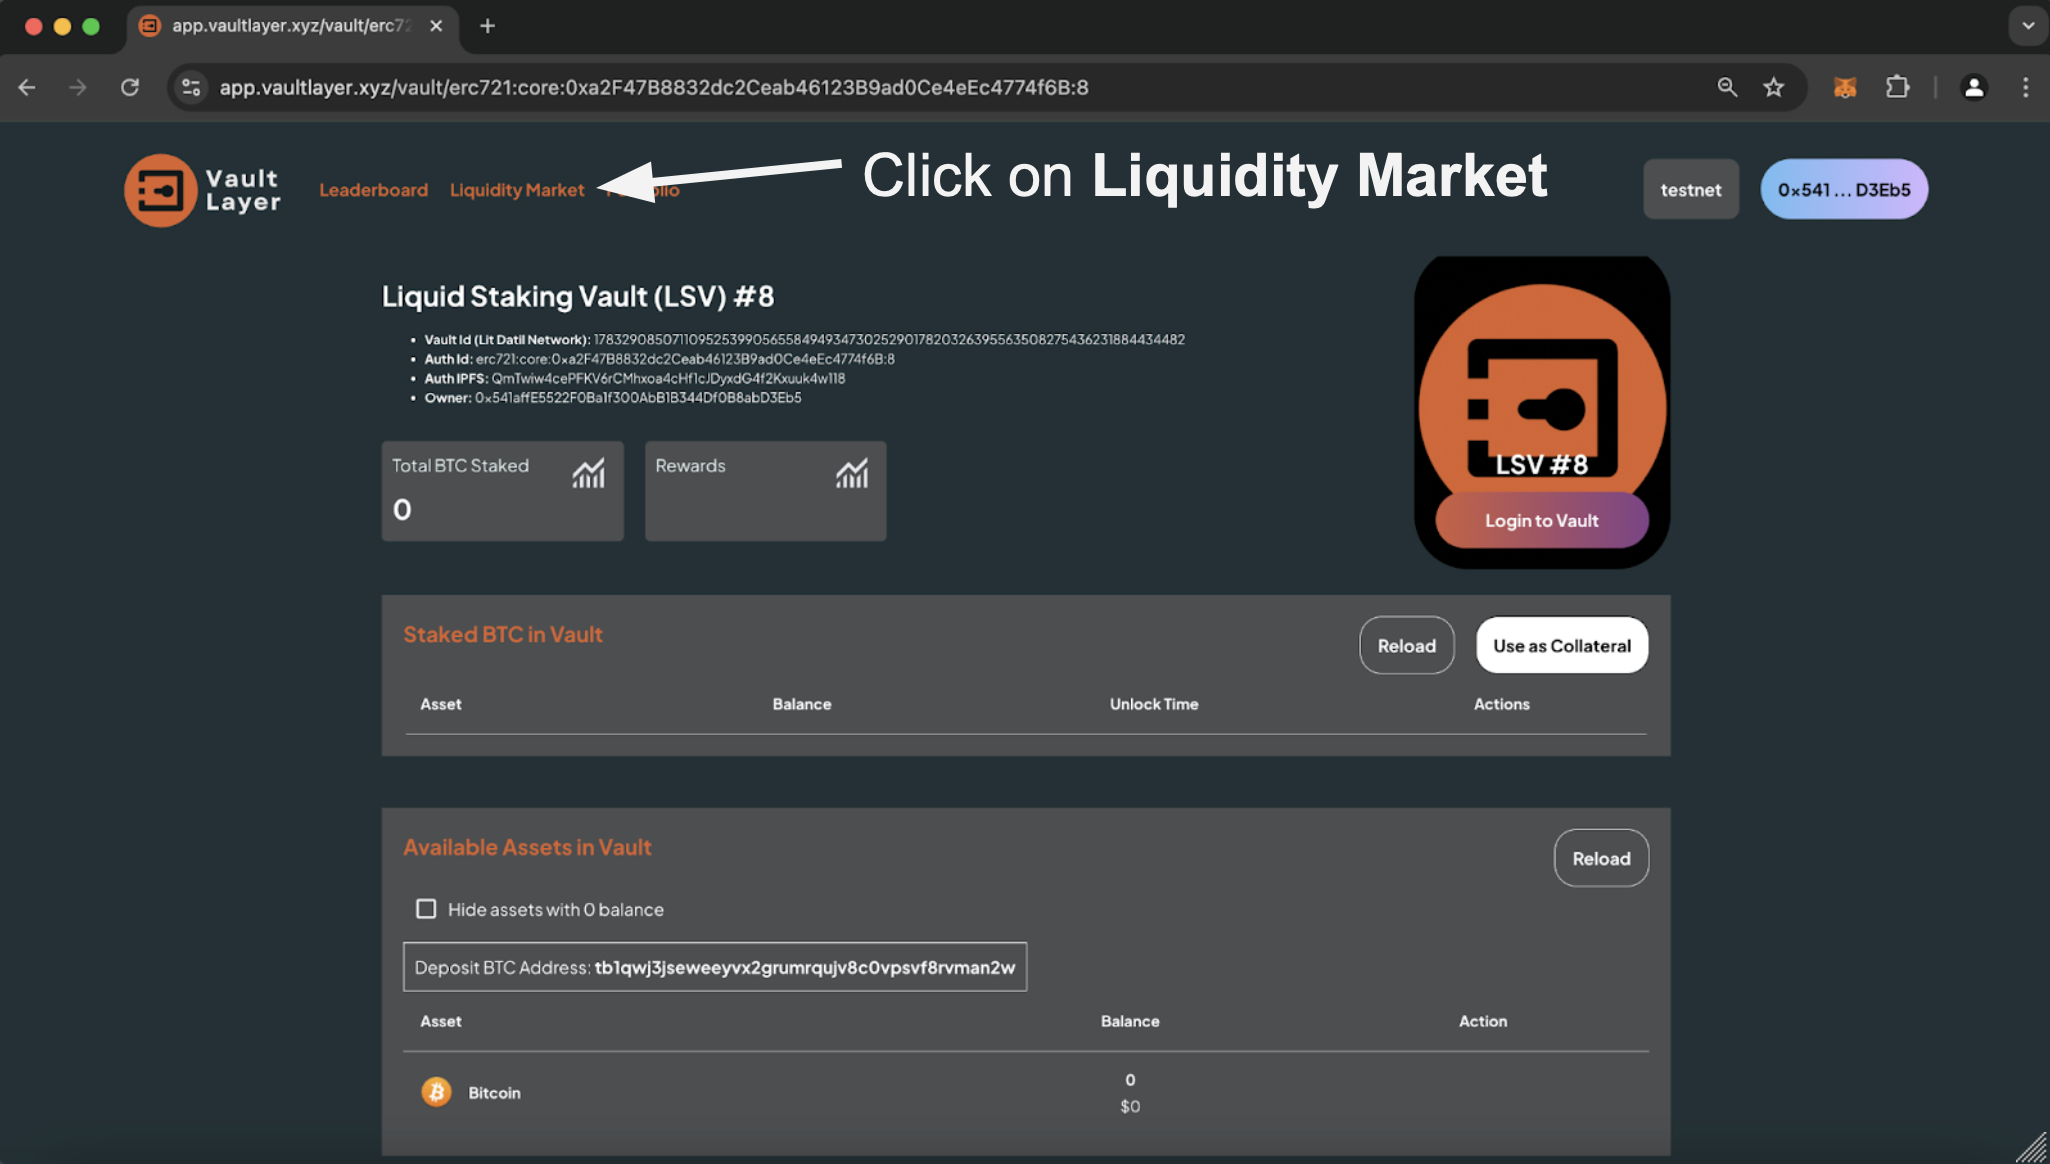 app.vaultlayer.xyz/vault/erc72
app.vaultlayer.xyz/vault/erc721:core:0xa2F47B8832dc2Ceab46123B9ad0Ce4eEc4774f6B:8
Vault
Layer
Leaderboard
Liquidity Market
Click on Liquidity Market
testnet
0x541 ... D3Eb5
Liquid Staking Vault (LSV) #8
• Vault Id (Lit Datil Network): 17832908507110952539905655849493473025290178203263955635082754362318844344​82
• Auth Id: erc721:core:0xa2F47B8832dc2Ceab46123B9ad0Ce4eEc4774f6B:8
• Auth IPFS: QmTwiw4cePFKV6rCMhxoa4cHf1cJDyxdG4f2Kxuuk4w118
• Owner: 0x541affE5522F0Ba1f300AbB1B344Df0B8abD3Eb5
LSV #8
Login to Vault
Total BTC Staked
0
Rewards
Staked BTC in Vault
Reload
Use as Collateral
Asset Balance Unlock Time Actions
Available Assets in Vault
Reload
Hide assets with 0 balance
Deposit BTC Address: tb1qwj3jseweeyvx2grumrqujv8c0vpsvf8rvman2w
Asset Balance Action
Bitcoin
0
$0